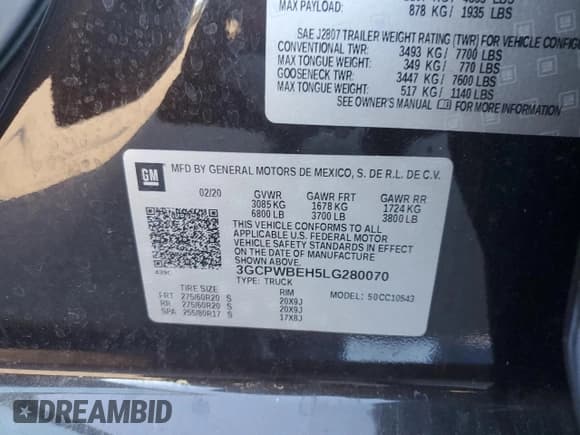 MAX PAYLOAD: 878 KG / 1935 LBS
SAE J2807 TRAILER WEIGHT RATING (TWR) FOR VEHICLE
CONVENTIONAL TWR: 3493 KG / 7700 LBS
MAX TONGUE WEIGHT: 349 KG / 770 LBS
GOOSENECK TWR: 3447 KG / 7600 LBS
MAX TONGUE WEIGHT: 517 KG / 1140 LBS
SEE OWNER'S MANUAL FOR MORE INFORMATION
GM
MFD BY GENERAL MOTORS DE MEXICO, S. DE R.L. DE C.V.
02/20 GVWR GAWR FRT GAWR RR
3085KG 1678 KG 1724 KG
6800 LB 3700 LB 3800 LB
THIS VEHICLE CONFORMS TO ALL
APPLICABLE U.S. FEDERAL MOTOR
VEHICLE SAFETY, BUMPER, AND THEFT
PREVENTION STANDARDS IN EFFECT
ON THE DATE OF MANUFACTURE
SHOWN ABOVE.
3GCPWBEH5LG280070
TYPE: TRUCK
TIRE SIZE RIM MODEL: 50CC10543
FRT 275/60R20 S 20X9J
RR 275/60R20 S 20X9J
SPA 255/80R17 S 17X8J
DREAMBID